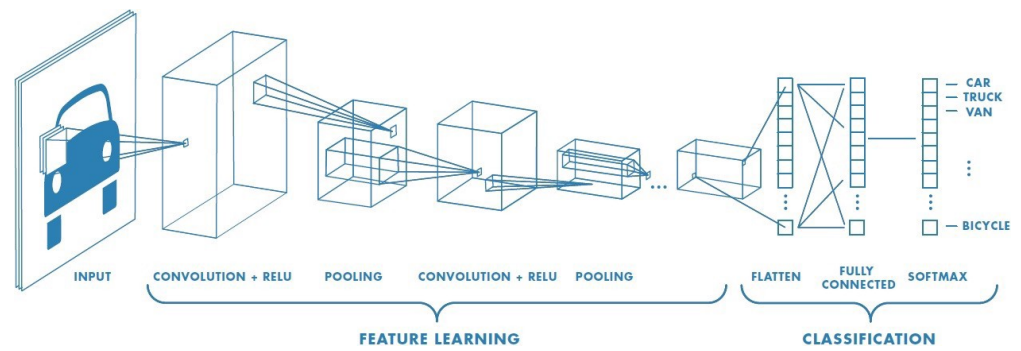 CAR
TRUCK
VAN
BICYCLE
INPUT
CONVOLUTION + RELU
POOLING
CONVOLUTION + RELU
POOLING
FLATTEN
FULLY
CONNECTED
SOFTMAX
FEATURE LEARNING
CLASSIFICATION